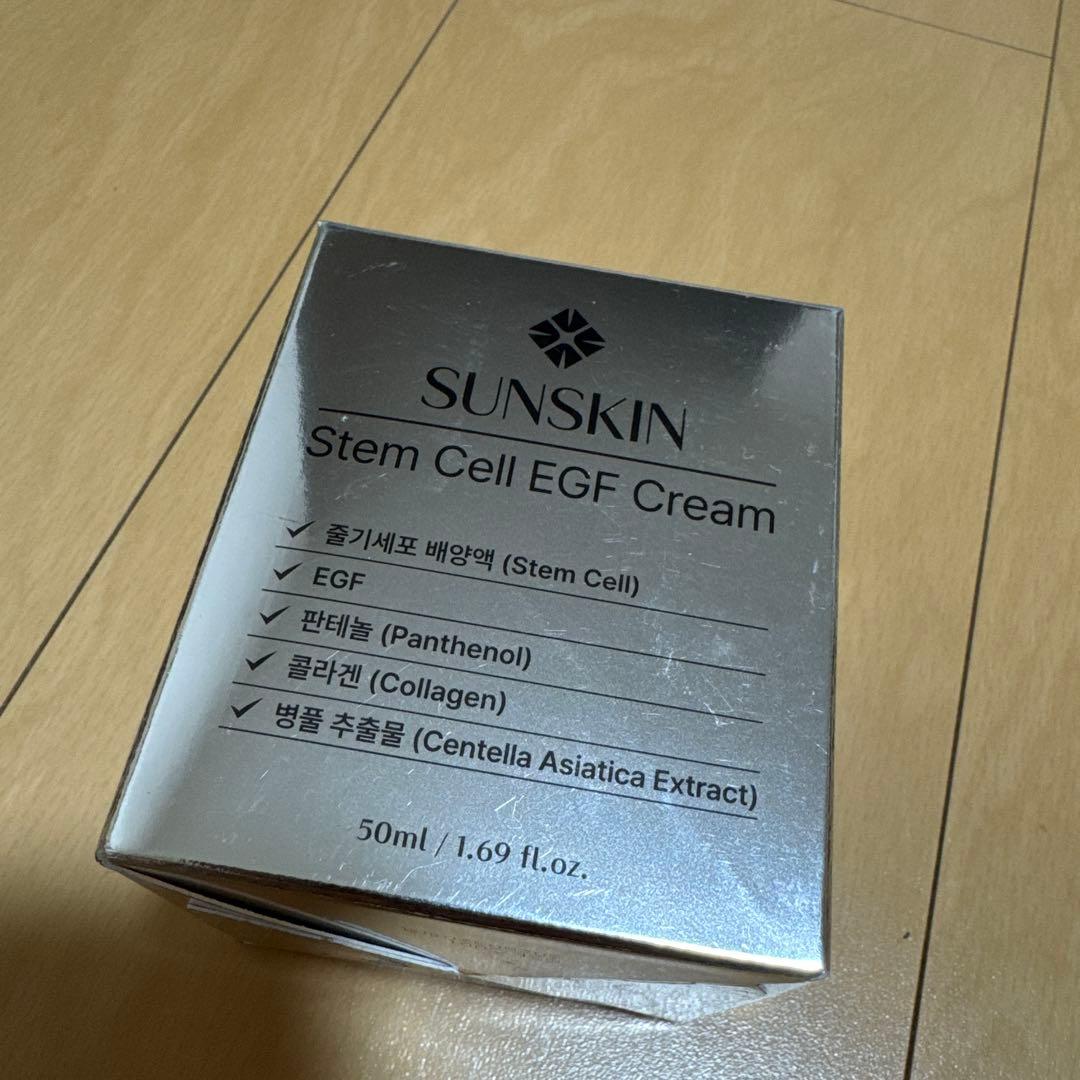 SUNSKIN
Stem Cell EGF Cream
✓ 줄기세포 배양액 (Stem Cell)
✓ EGF
✓ 판테놀 (Panthenol)
✓ 콜라겐 (Collagen)
✓ 병풀 추출물 (Centella Asiatica Extract)
50ml / 1.69 fl.oz.